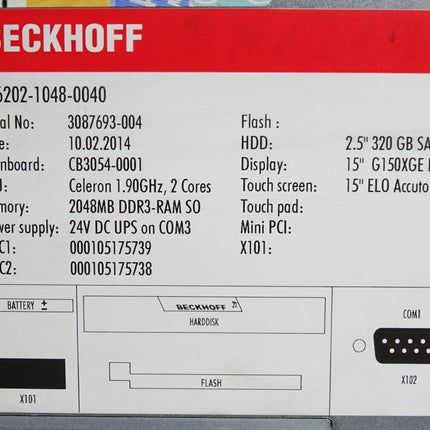 BECKHOFF
6202-1048-0040
al No: 3087693-004 Flash :
e: 10.02.2014 HDD: 2.5" 320 GB SA
inboard: CB3054-0001 Display: 15" G150XGE
J: Celeron 1.90GHz, 2 Cores Touch screen: 15" ELO Accuto
mory: 2048MB DDR3-RAM SO Touch pad:
wer supply: 24V DC UPS on COM3 Mini PCI:
C1: 000105175739 X101:
C2: 000105175738
BATTERY ±
BECKHOFF
HARDDISK
COM1
FLASH
X101
X102